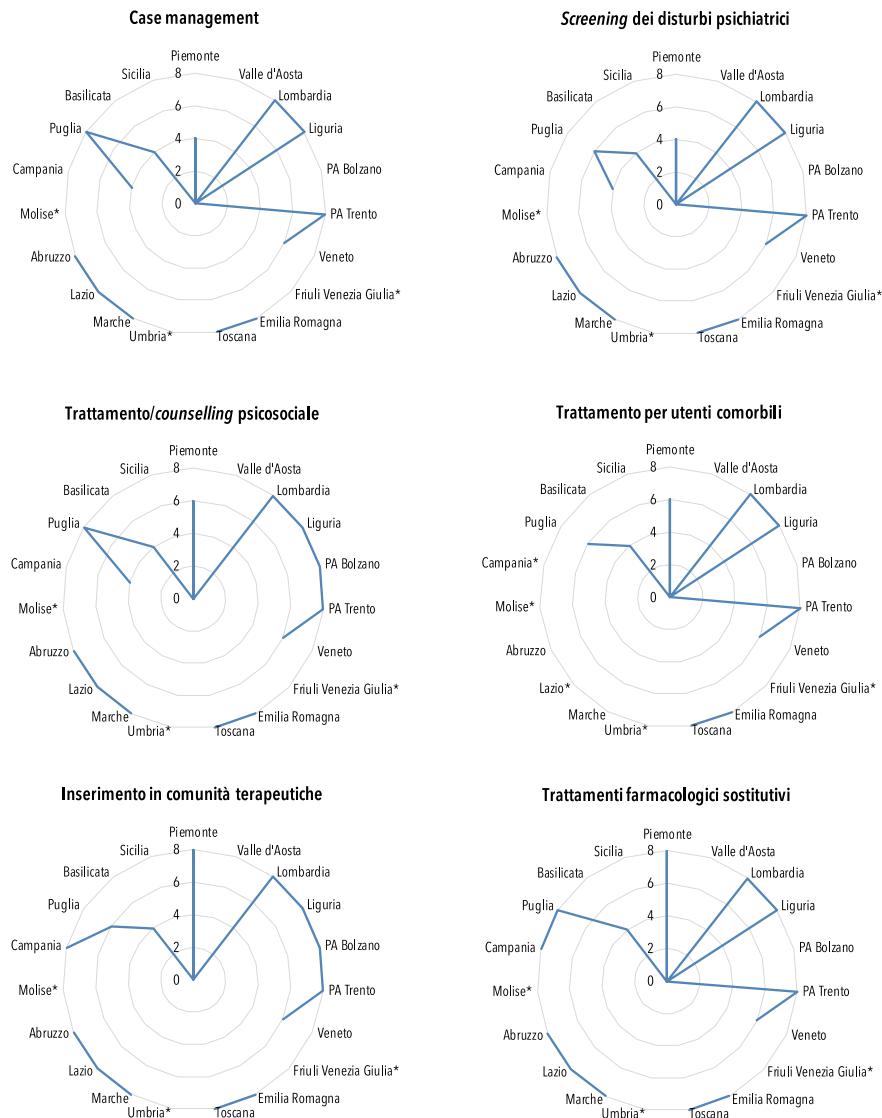 Case management
Piemonte
Sicilia
8
Valle d'Aosta
Basilicata
6
Lombardia
Puglia
4
Liguria
Campania
2
PA Bolzano
Molise*
0
PA Trento
Abruzzo
Veneto
Lazio
Friuli Venezia Giulia*
Marche
Emilia Romagna
Umbria*
Toscana
Screening dei disturbi psichiatrici
Piemonte
Sicilia
8
Valle d'Aosta
Basilicata
6
Lombardia
Puglia
4
Liguria
Campania
2
PA Bolzano
Molise*
0
PA Trento
Abruzzo
Veneto
Lazio
Friuli Venezia Giulia*
Marche
Emilia Romagna
Umbria*
Toscana
Trattamento/counselling psicosociale
Piemonte
Sicilia
8
Valle d'Aosta
Basilicata
6
Lombardia
Puglia
4
Liguria
Campania
2
PA Bolzano
Molise*
0
PA Trento
Abruzzo
Veneto
Lazio
Friuli Venezia Giulia*
Marche
Emilia Romagna
Umbria*
Toscana
Trattamento per utenti comorbili
Piemonte
Sicilia
8
Valle d'Aosta
Basilicata
6
Lombardia
Puglia
4
Liguria
Campania*
2
PA Bolzano
Molise*
0
PA Trento
Abruzzo
Veneto
Lazio*
Friuli Venezia Giulia*
Marche
Emilia Romagna
Umbria*
Toscana
Inserimento in comunità terapeutiche
Piemonte
Sicilia
8
Valle d'Aosta
Basilicata
6
Lombardia
Puglia
4
Liguria
Campania
2
PA Bolzano
Molise*
0
PA Trento
Abruzzo
Veneto
Lazio
Friuli Venezia Giulia*
Marche
Emilia Romagna
Umbria*
Toscana
Trattamenti farmacologici sostitutivi
Piemonte
Sicilia
8
Valle d'Aosta
Basilicata
6
Lombardia
Puglia
4
Liguria
Campania
2
PA Bolzano
Molise*
0
PA Trento
Abruzzo
Veneto
Lazio
Friuli Venezia Giulia*
Marche
Emilia Romagna
Umbria*
Toscana